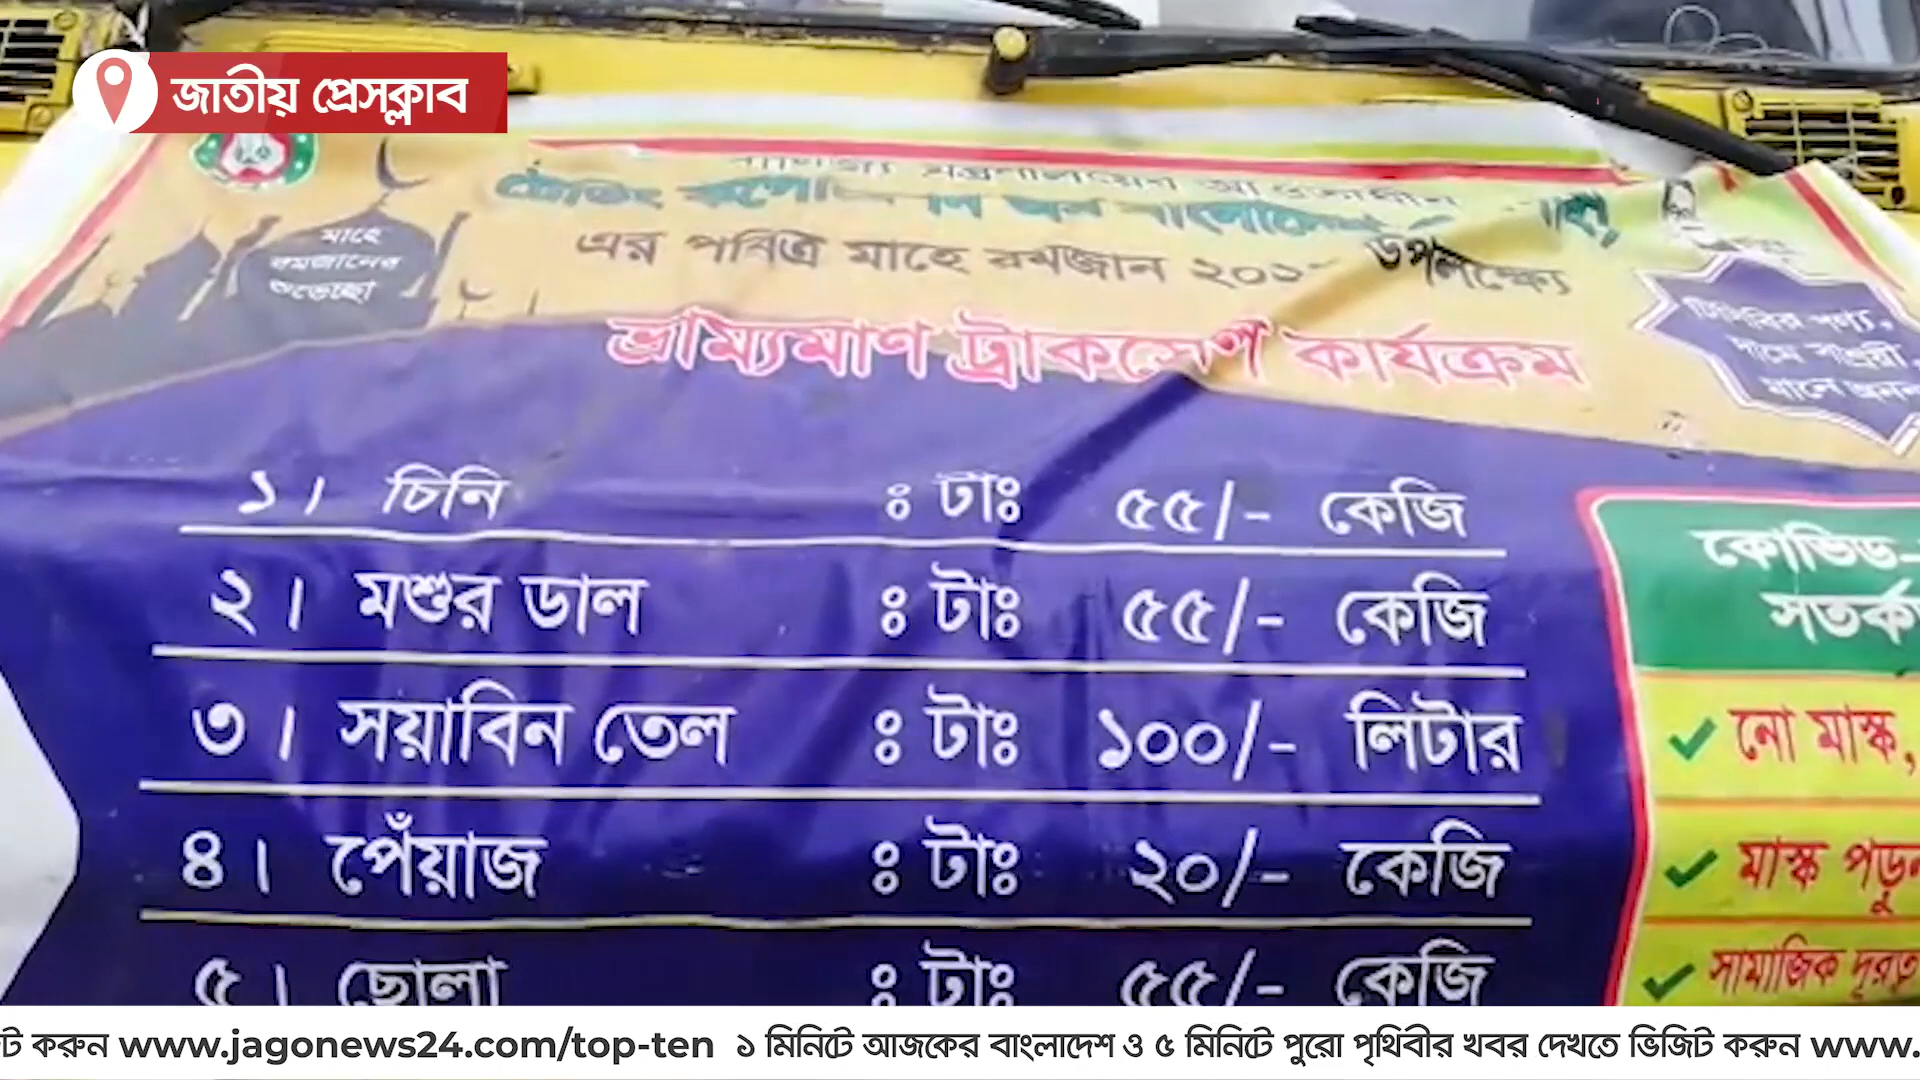 জাতীয় প্রেসক্লাব
মাহে
রমজানের
শুভেচ্ছা
এর পবিত্র মাহে রমজান উপলক্ষ্যে
ভ্রাম্যমাণ ট্রাকসেল কার্যক্রম
পণ্য,
দামে সাশ্রয়ী,
মানে
১। চিনি ঃ টাঃ ৫৫/- কেজি
২। মশুর ডাল ঃ টাঃ ৫৫/- কেজি
৩। সয়াবিন তেল ঃ টাঃ ১০০/- লিটার
৪। পেঁয়াজ ঃ টাঃ ২০/- কেজি
৫। ছোলা ঃ টাঃ ৫৫/- কেজি
কোভিড-
সতর্ক
নো মাস্ক,
মাস্ক পড়ুন
সামাজিক দূরত্ব
করুন www.jagonews24.com/top-ten ১ মিনিটে আজকের বাংলাদেশ ও ৫ মিনিটে পুরো পৃথিবীর খবর দেখতে ভিজিট করুন www.